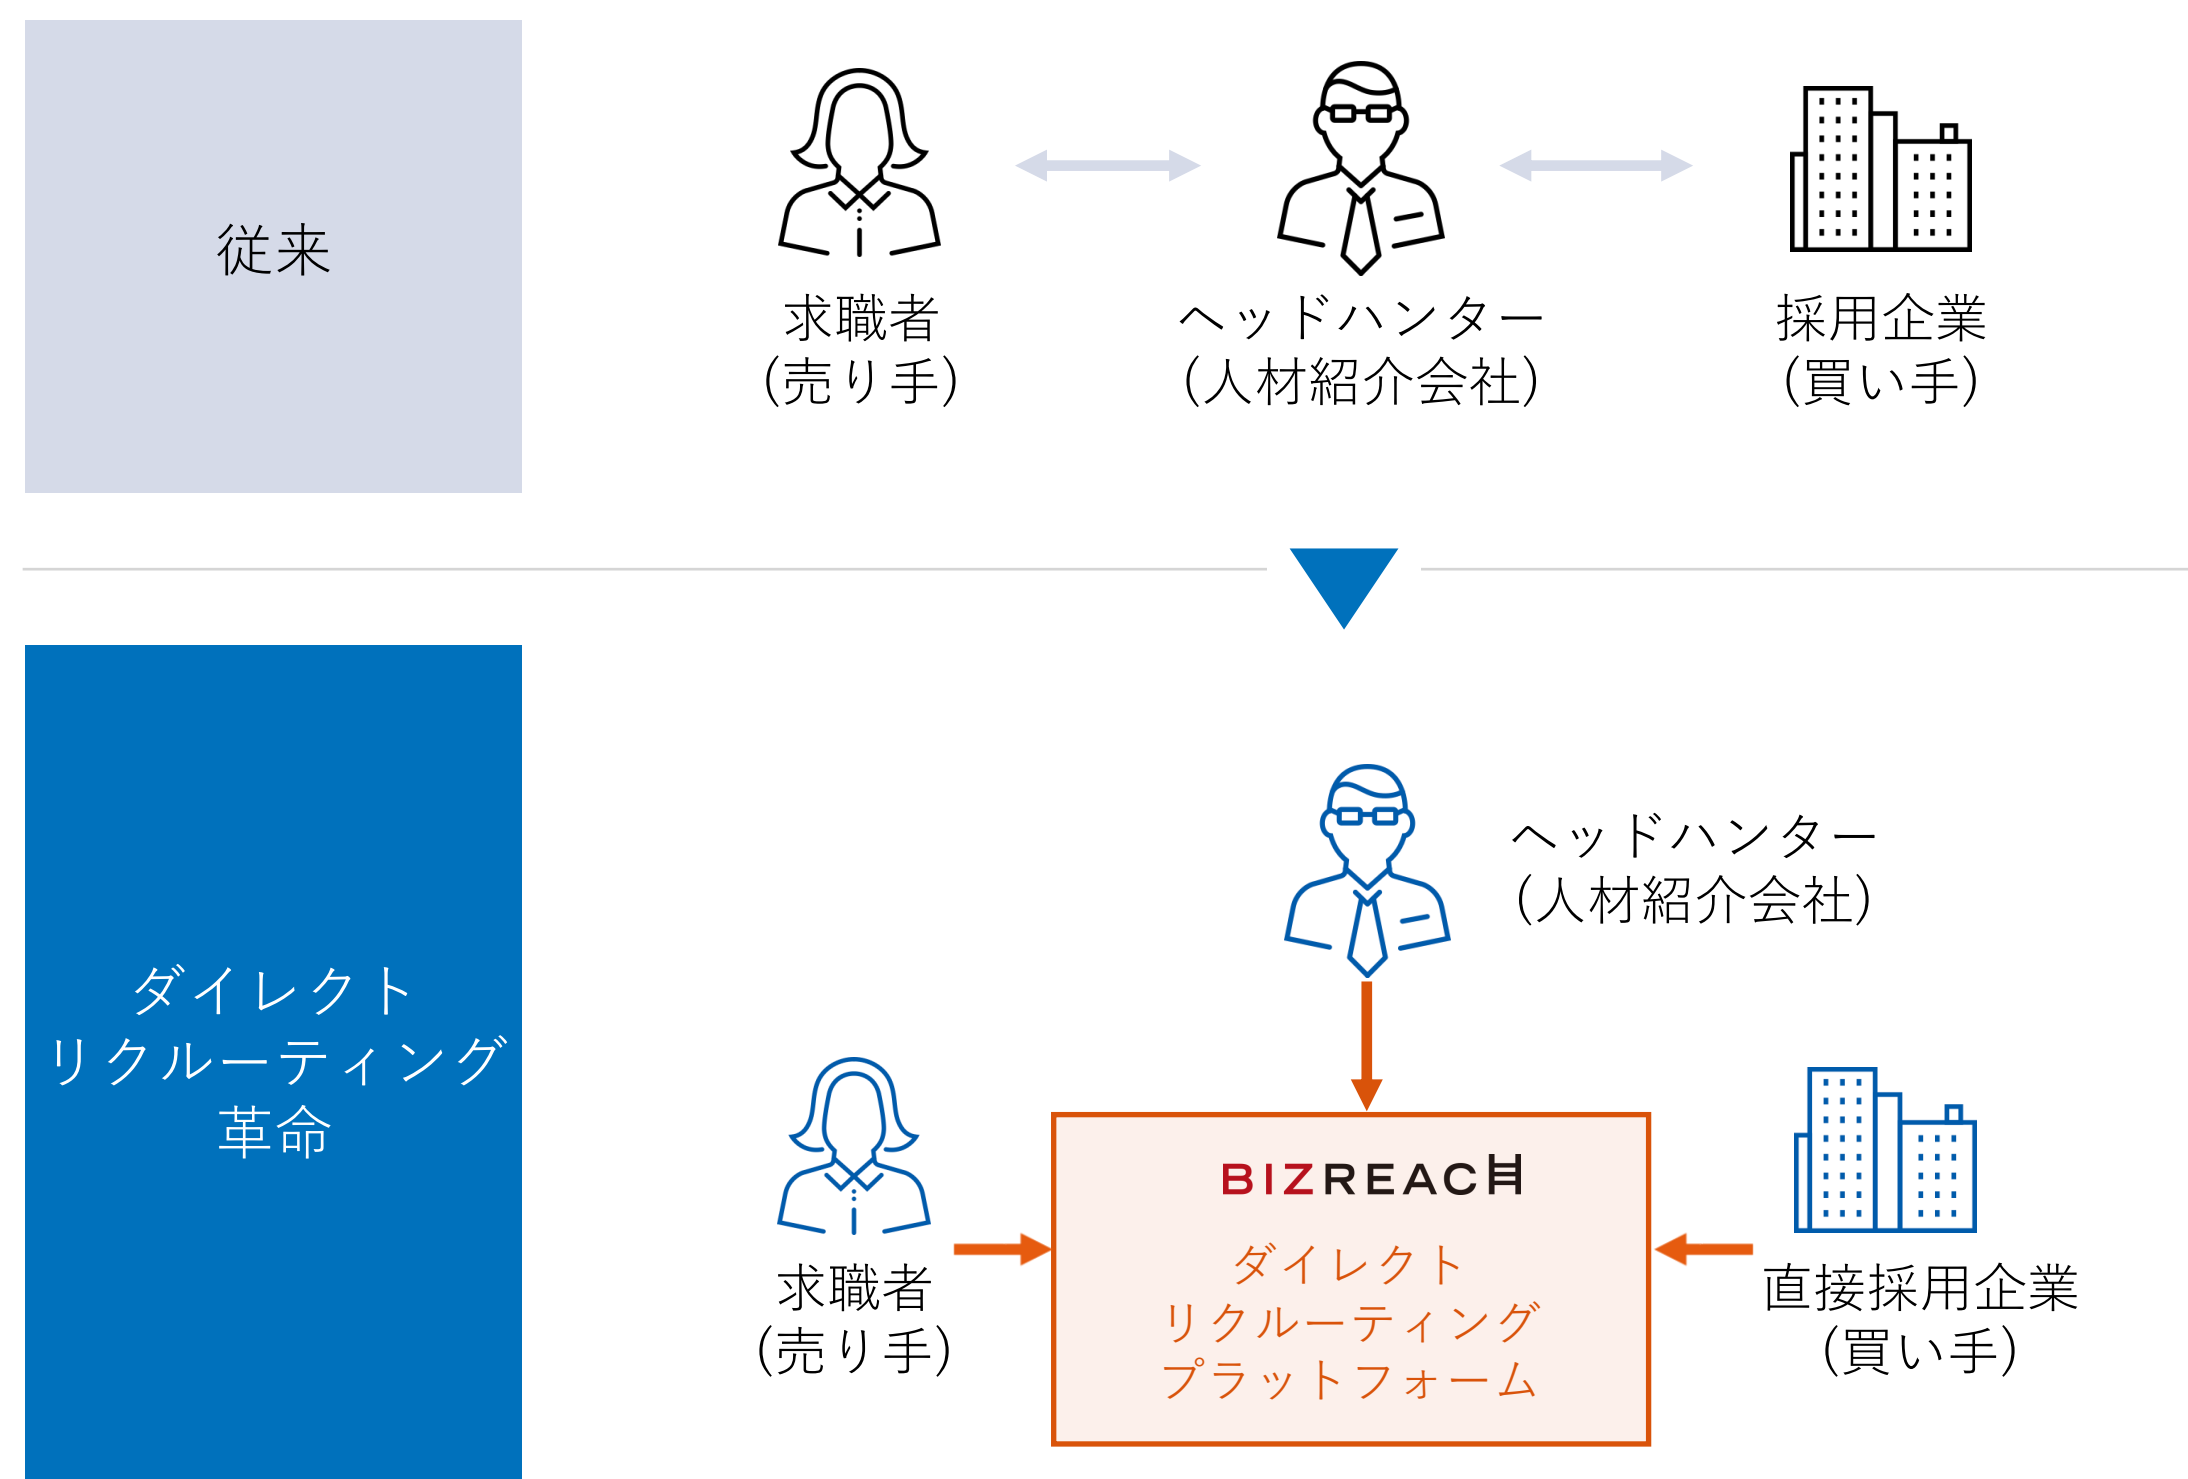 従来
求職者
(売り手)
ヘッドハンター
(人材紹介会社)
採用企業
(買い手)
ダイレクト
リクルーティング
革命
ヘッドハンター
(人材紹介会社)
求職者
(売り手)
BIZREACH
ダイレクト
リクルーティング
プラットフォーム
直接採用企業
(買い手)